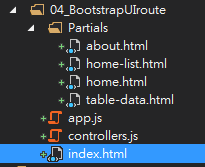 04_BootstrapUIroute
Partials
about.html
home-list.html
home.html
table-data.html
app.js
controllers.js
index.html